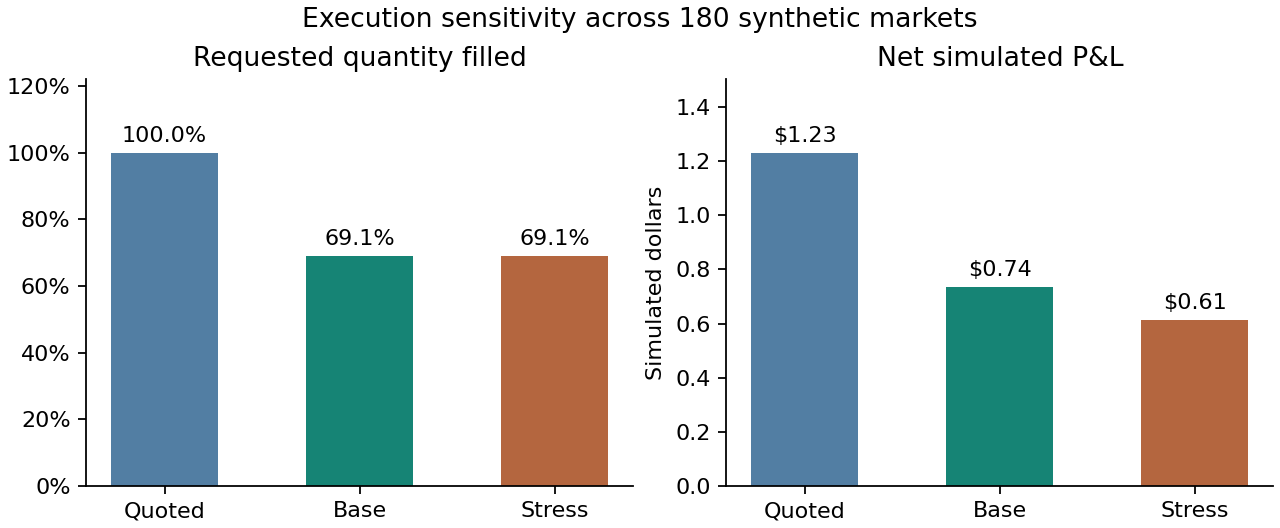 Execution sensitivity across 180 synthetic markets
Requested quantity filled
120%
100%
80%
60%
40%
20%
0%
100.0%
69.1%
69.1%
Quoted
Base
Stress
Net simulated P&L
Simulated dollars
1.4
1.2
1.0
0.8
0.6
0.4
0.2
0.0
$1.23
$0.74
$0.61
Quoted
Base
Stress